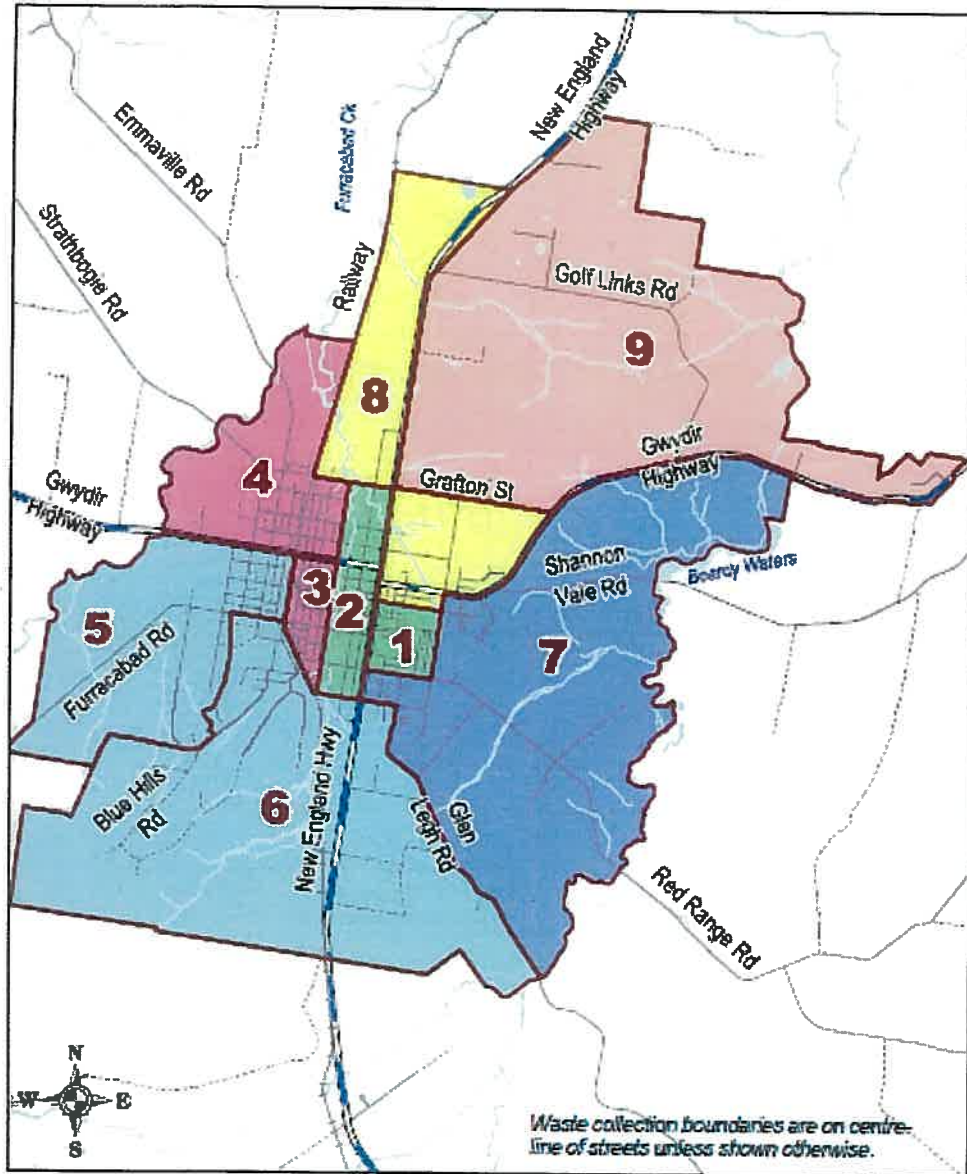 New England
Highway
Emmaville Rd
Furracabad Ck
Strathbogie Rd
Railway
Golf Links Rd
9
8
Gwydir
Highway
4
Grafton St
Gwydir
Highway
Shannon
Vale Rd
Bearcy Waters
3
2
1
5
7
Furracabad Rd
Blue Hills
Rd
6
New England Hwy
Glen
Legh Rd
Red Range Rd
N
W
E
S
Waste collection boundaries are on centre-
line of streets unless shown otherwise.